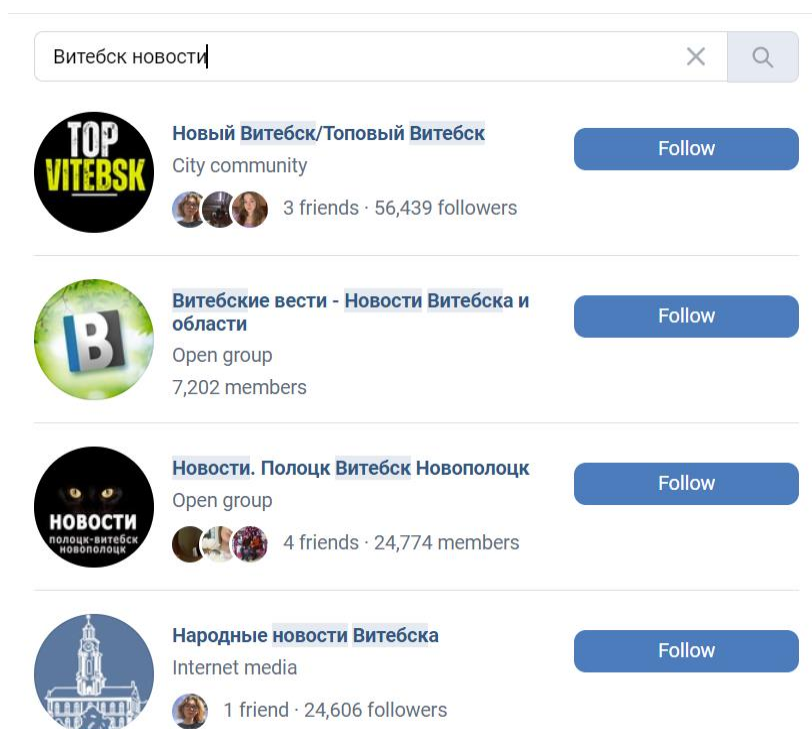 Витебск новости
TOP
VITEBSK
Новый Витебск/Топовый Витебск
City community
3 friends · 56,439 followers
Follow
В
Витебские вести - Новости Витебска и
области
Open group
7,202 members
Follow
НОВОСТИ
ПОЛОЦК-ВИТЕБСК
НОВОПОЛОЦК
Новости. Полоцк Витебск Новополоцк
Open group
4 friends · 24,774 members
Follow
Народные новости Витебска
Internet media
1 friend · 24,606 followers
Follow